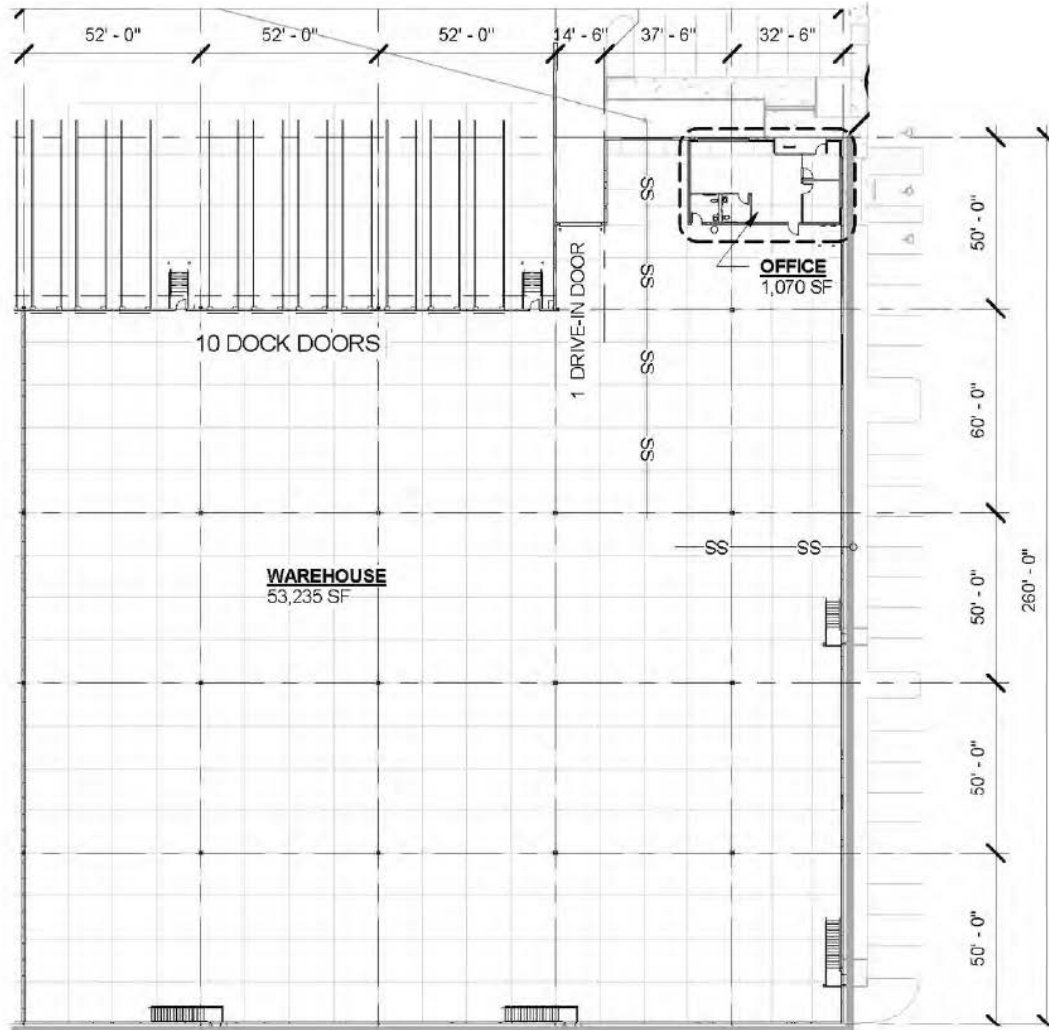 52' - 0"
52' - 0"
52' - 0"
14' - 6"
37' - 6"
32' - 6"
SS
50' - 0"
1 DRIVE-IN DOOR
OFFICE
1,070 SF
SS
10 DOCK DOORS
SS
60' - 0"
SS
SS
SS
WAREHOUSE
53,235 SF
50' - 0"
260' - 0"
50' - 0"
50' - 0"